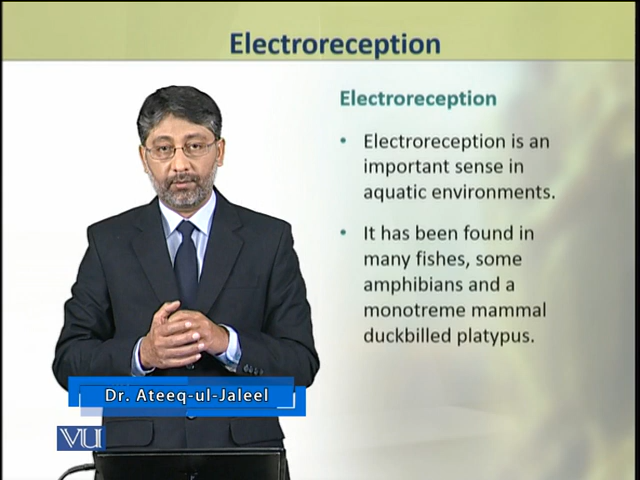 Electroreception
Electroreception
• Electroreception is an
important sense in
aquatic environments.
• It has been found in
many fishes, some
amphibians and a
monotreme mammal
duckbilled platypus.
Dr. Ateeq-ul-Jaleel
VU